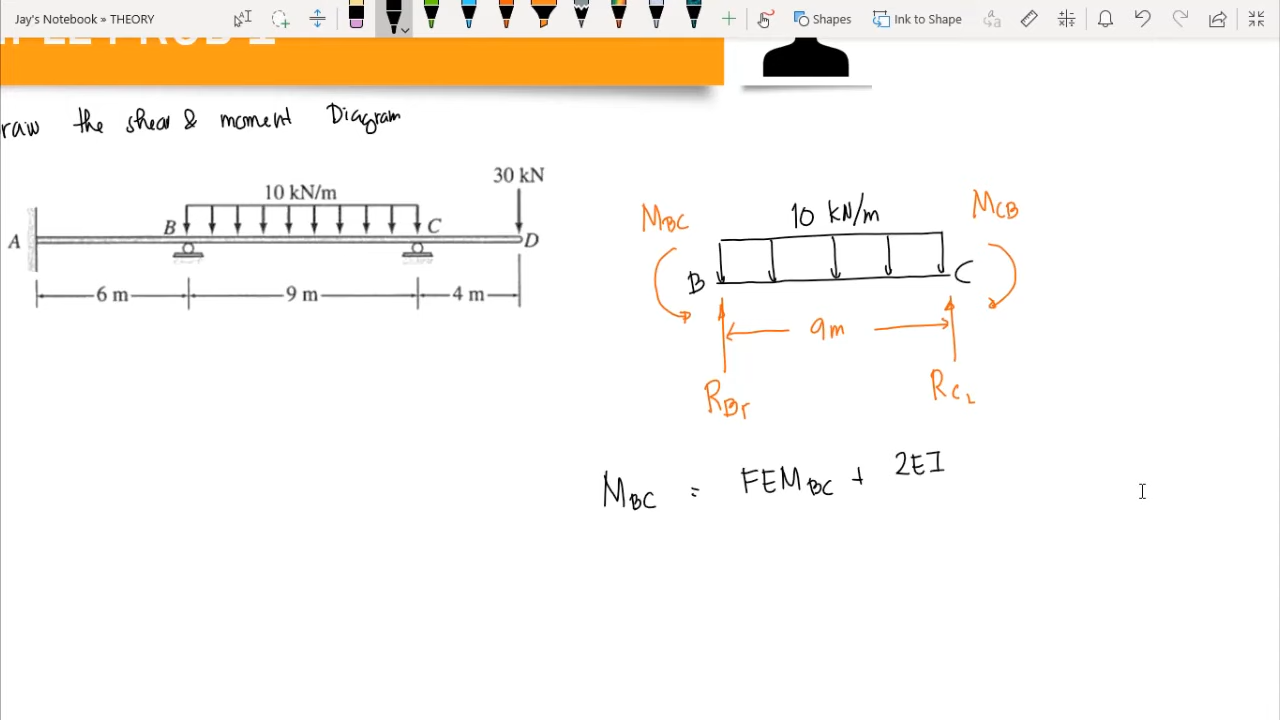 Jay's Notebook » THEORY
Shapes
Ink to Shape
raw the shear & moment Diagram
30 kN
10 kN/m
A
B
C
D
6 m
9 m
4 m
MBC
10 kN/m
MCB
B
C
9m
RBr
RCL
MBC = FEMBC + 2EI